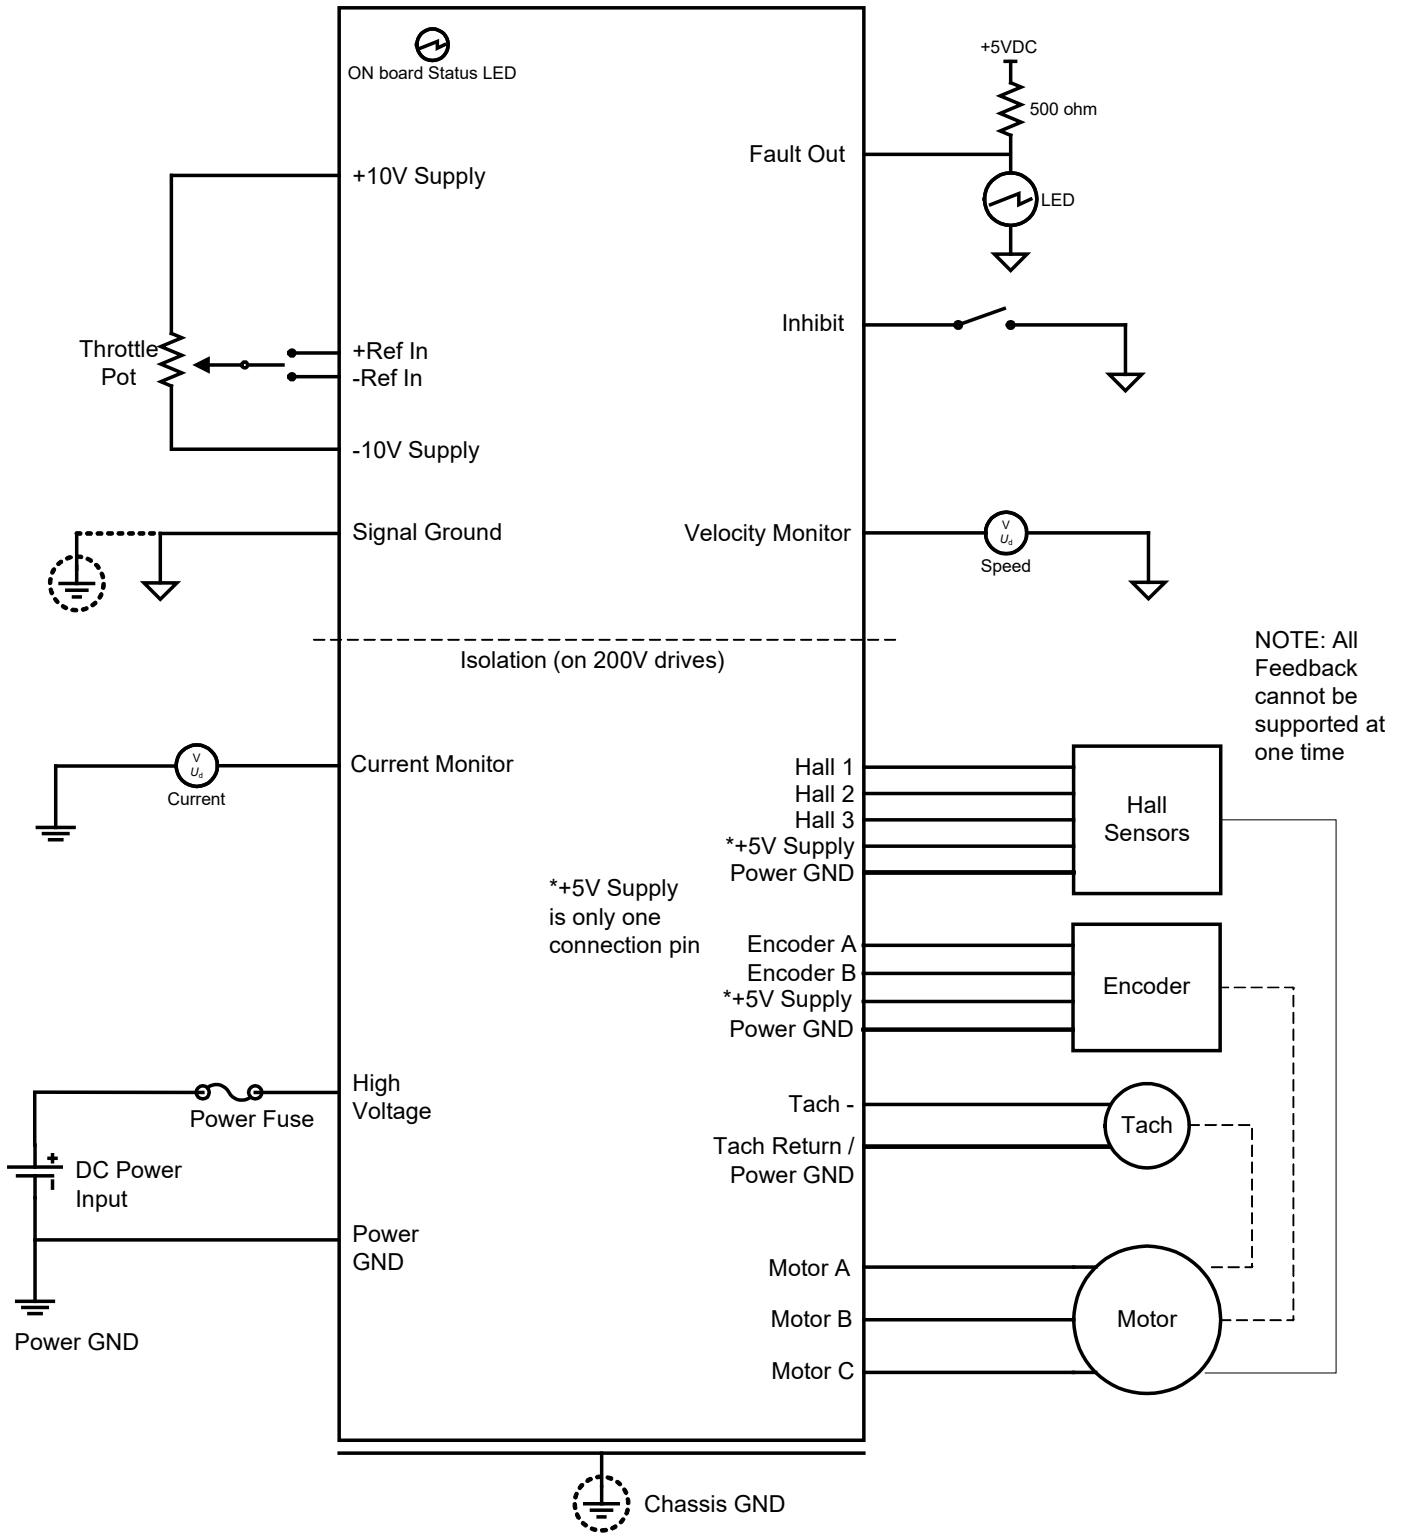 ON board Status LED
+5VDC
500 ohm
Fault Out
LED
+10V Supply
Inhibit
Throttle
Pot
+Ref In
-Ref In
-10V Supply
Signal Ground
Velocity Monitor
V
Ud
Speed
Isolation (on 200V drives)
NOTE: All
Feedback
cannot be
supported at
one time
V
Ud
Current
Current Monitor
Hall 1
Hall 2
Hall 3
*+5V Supply
Power GND
Hall
Sensors
*+5V Supply
is only one
connection pin
Encoder A
Encoder B
*+5V Supply
Power GND
Encoder
High
Voltage
Power Fuse
+
DC Power
Input
Tach -
Tach Return /
Power GND
Tach
Power
GND
Power GND
Motor A
Motor B
Motor C
Motor
Chassis GND